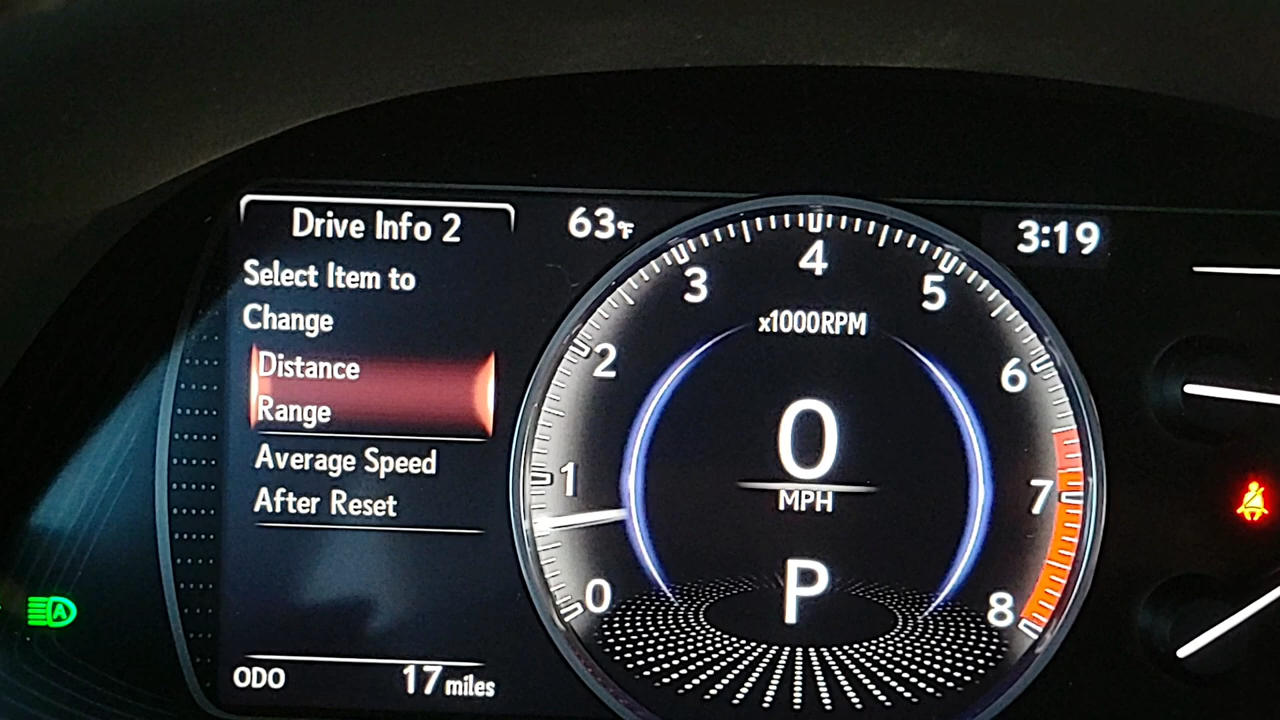 Drive Info 2
63°F
3:19
Select Item to
Change
Distance
Range
Average Speed
After Reset
ODO 17 miles
0
1
2
3
4
5
6
7
8
x1000RPM
0
MPH
P
A